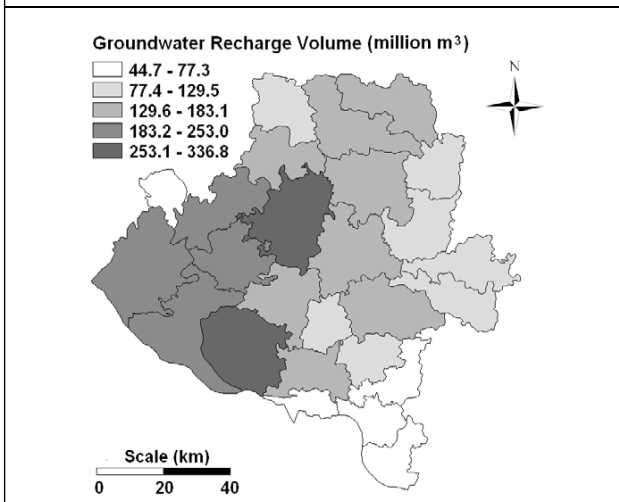 Groundwater Recharge Volume (million m³)
44.7 - 77.3
77.4 - 129.5
129.6 - 183.1
183.2 - 253.0
253.1 - 336.8
N
Scale (km)
0 20 40